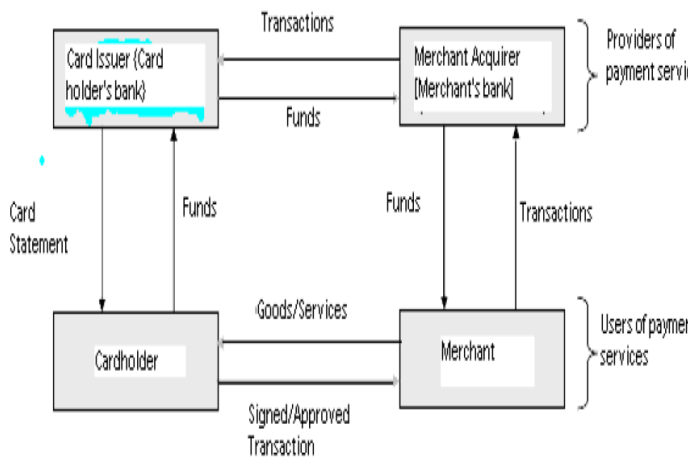 Transactions
Card Issuer {Card
holder's bank}
Merchant Acquirer
[Merchant's bank]
Providers of
payment servic
Funds
Card
Statement
Funds
Funds
Transactions
Goods/Services
Cardholder
Merchant
Users of paymen
services
Signed/Approved
Transaction